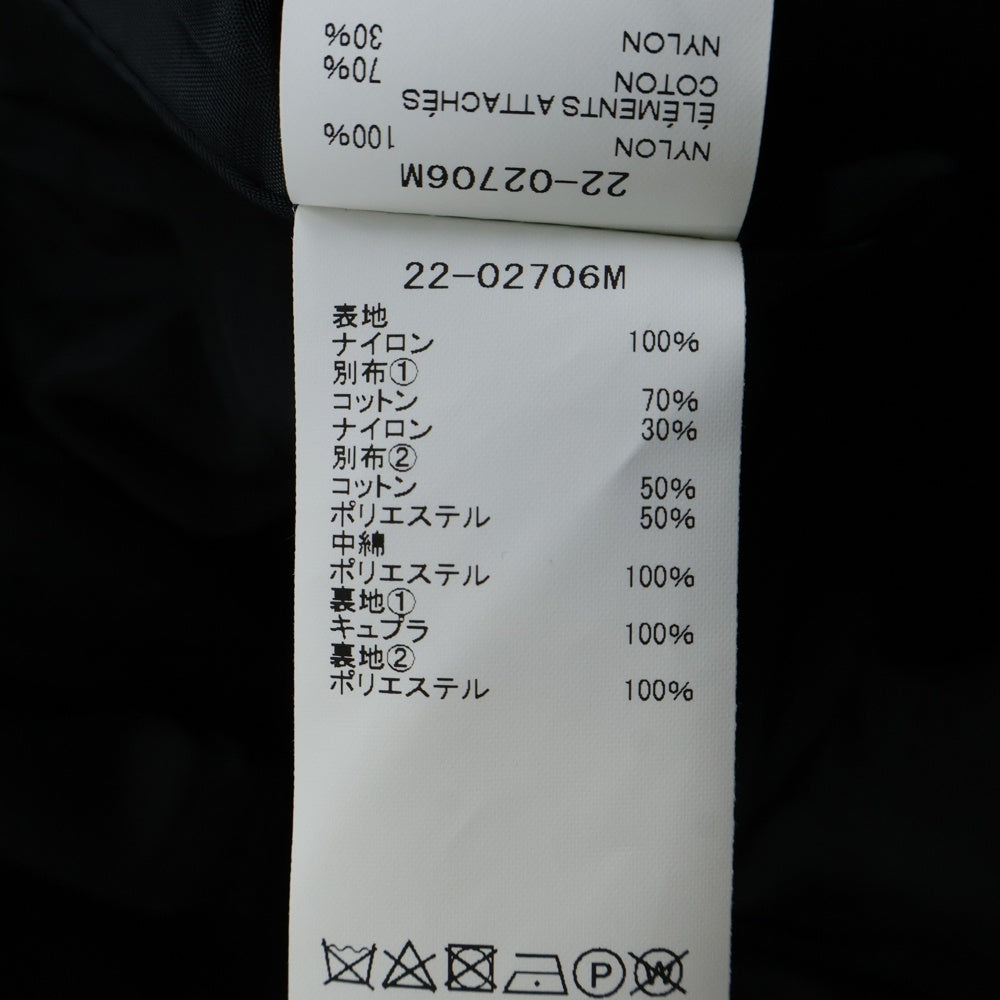 22-02706M
NYLON 100%
ÉLÉMENTS ATTACHÉS
COTON 70%
NYLON 30%
22-02706M
表地
ナイロン 100%
別布①
コットン 70%
ナイロン 30%
別布②
コットン 50%
ポリエステル 50%
中綿
ポリエステル 100%
裏地①
キュプラ 100%
裏地②
ポリエステル 100%
P W